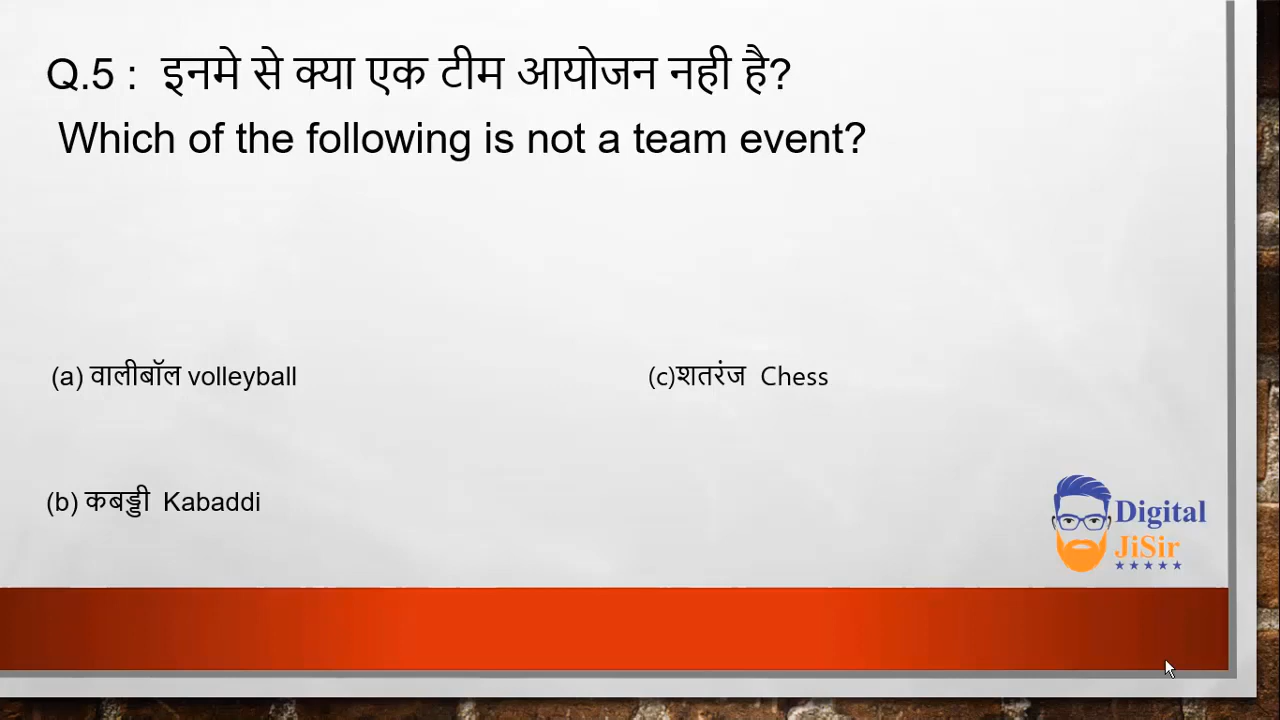 Q.5 : इनमे से क्या एक टीम आयोजन नही है?
Which of the following is not a team event?
(a) वालीबॉल volleyball
(c)शतरंज Chess
(b) कबड्डी Kabaddi
Digital
JiSir